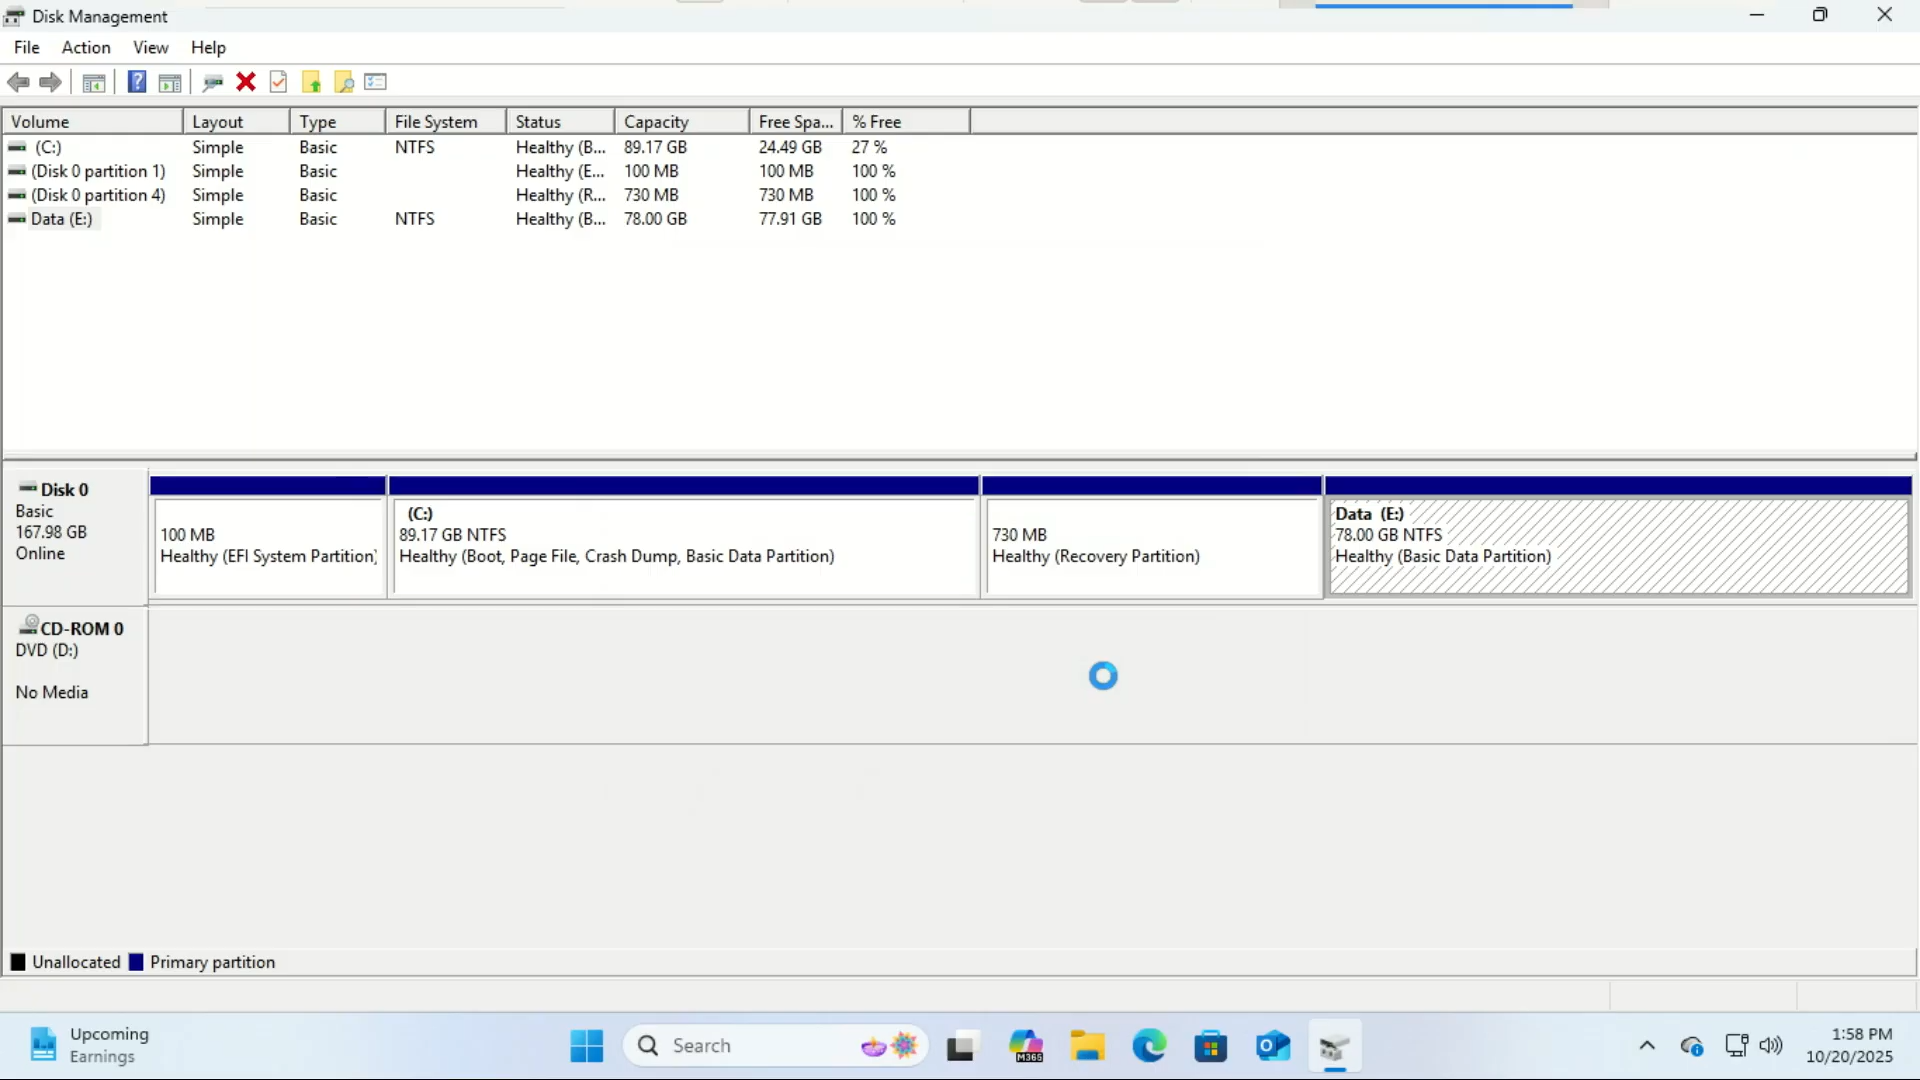 Disk Management
File Action View Help
Volume Layout Type File System Status Capacity Free Spa... % Free
(C:) Simple Basic NTFS Healthy (B... 89.17 GB 24.49 GB 27 %
(Disk 0 partition 1) Simple Basic Healthy (E... 100 MB 100 MB 100 %
(Disk 0 partition 4) Simple Basic Healthy (R... 730 MB 730 MB 100 %
Data (E:) Simple Basic NTFS Healthy (B... 78.00 GB 77.91 GB 100 %
Disk 0
Basic
167.98 GB
Online
100 MB
Healthy (EFI System Partition)
(C:)
89.17 GB NTFS
Healthy (Boot, Page File, Crash Dump, Basic Data Partition)
730 MB
Healthy (Recovery Partition)
Data (E:)
78.00 GB NTFS
Healthy (Basic Data Partition)
CD-ROM 0
DVD (D:)
No Media
Unallocated Primary partition
Upcoming
Earnings
Search
M365
1:58 PM
10/20/2025